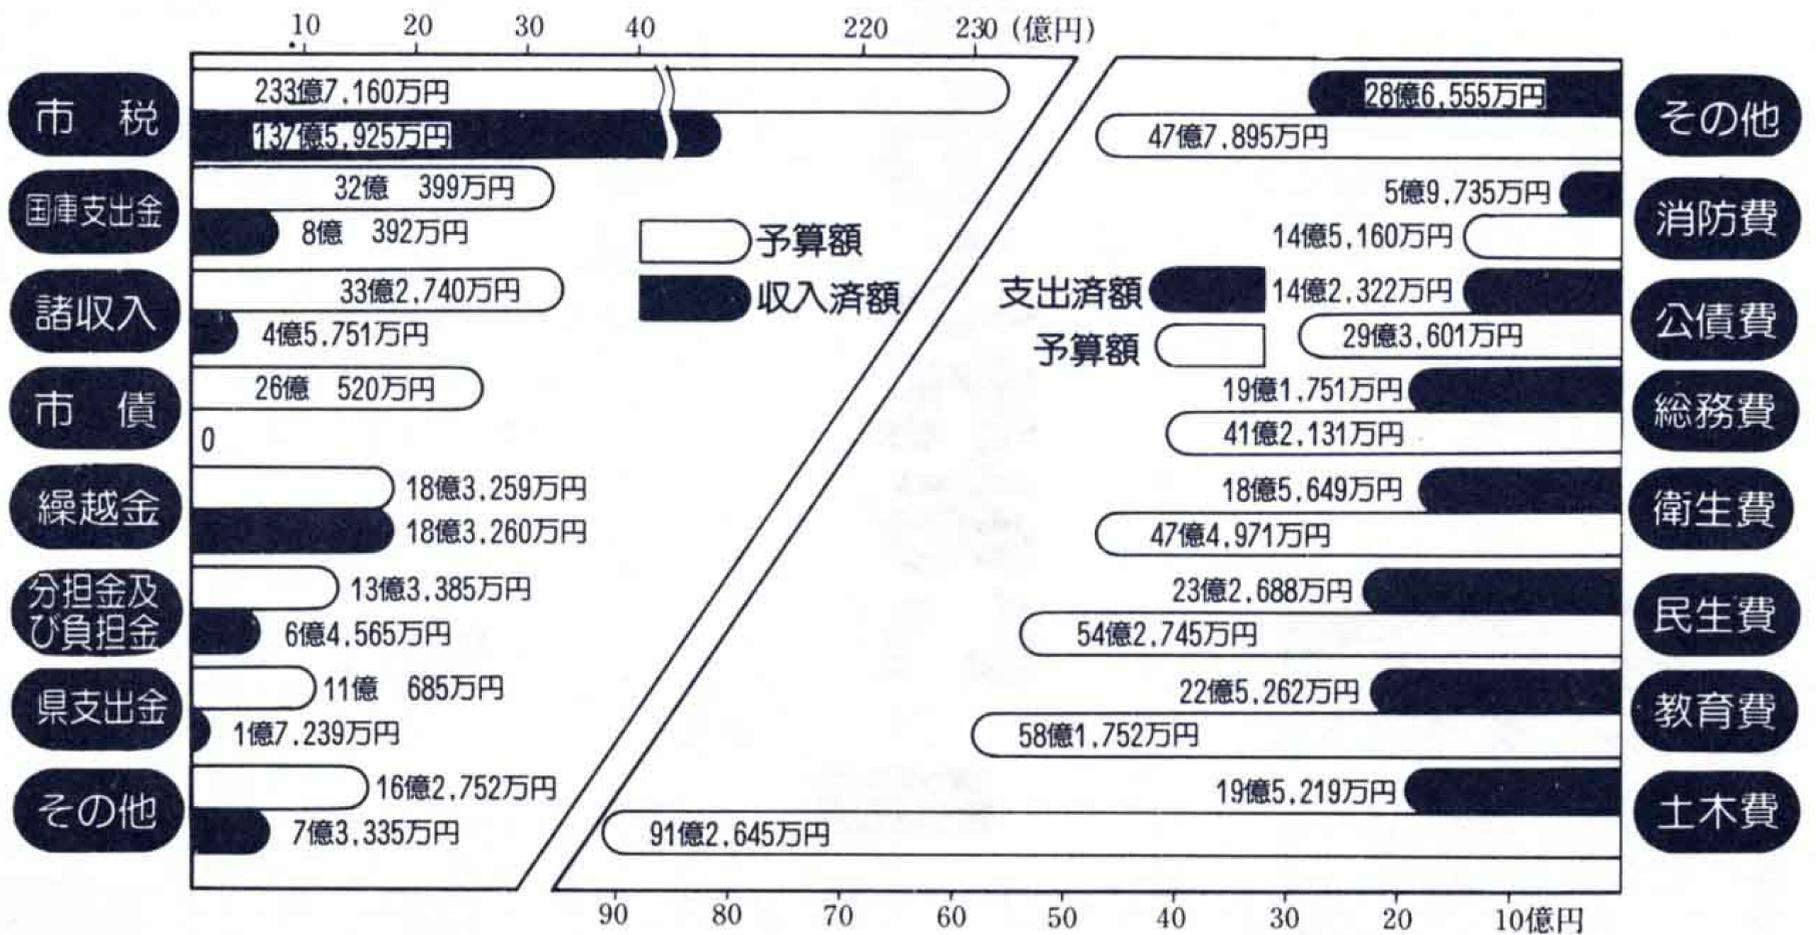 10 20 30 40 220 230 (億円)
市税
233億7,160万円
137億5,925万円
国庫支出金
32億 399万円
8億 392万円
諸収入
33億2,740万円
4億5,751万円
市債
26億 520万円
0
繰越金
18億3,259万円
18億3,260万円
分担金及
び負担金
13億3,385万円
6億4,565万円
県支出金
11億 685万円
1億7,239万円
その他
16億2,752万円
7億3,335万円
予算額
収入済額
支出済額
予算額
28億6,555万円
47億7,895万円
その他
5億9,735万円
14億5,160万円
消防費
14億2,322万円
29億3,601万円
公債費
19億1,751万円
41億2,131万円
総務費
18億5,649万円
47億4,971万円
衛生費
23億2,688万円
54億2,745万円
民生費
22億5,262万円
58億1,752万円
教育費
19億5,219万円
91億2,645万円
土木費
90 80 70 60 50 40 30 20 10億円